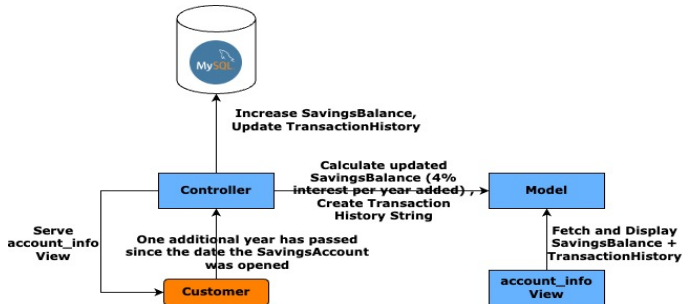 MySQL
Increase SavingsBalance,
Update TransactionHistory
Controller
Calculate updated
SavingsBalance (4%
interest per year added) ,
Create Transaction
History String
Model
Serve
account_info
View
One additional year has passed
since the date the SavingsAccount
was opened
Fetch and Display
SavingsBalance +
TransactionHistory
Customer
account_info
View